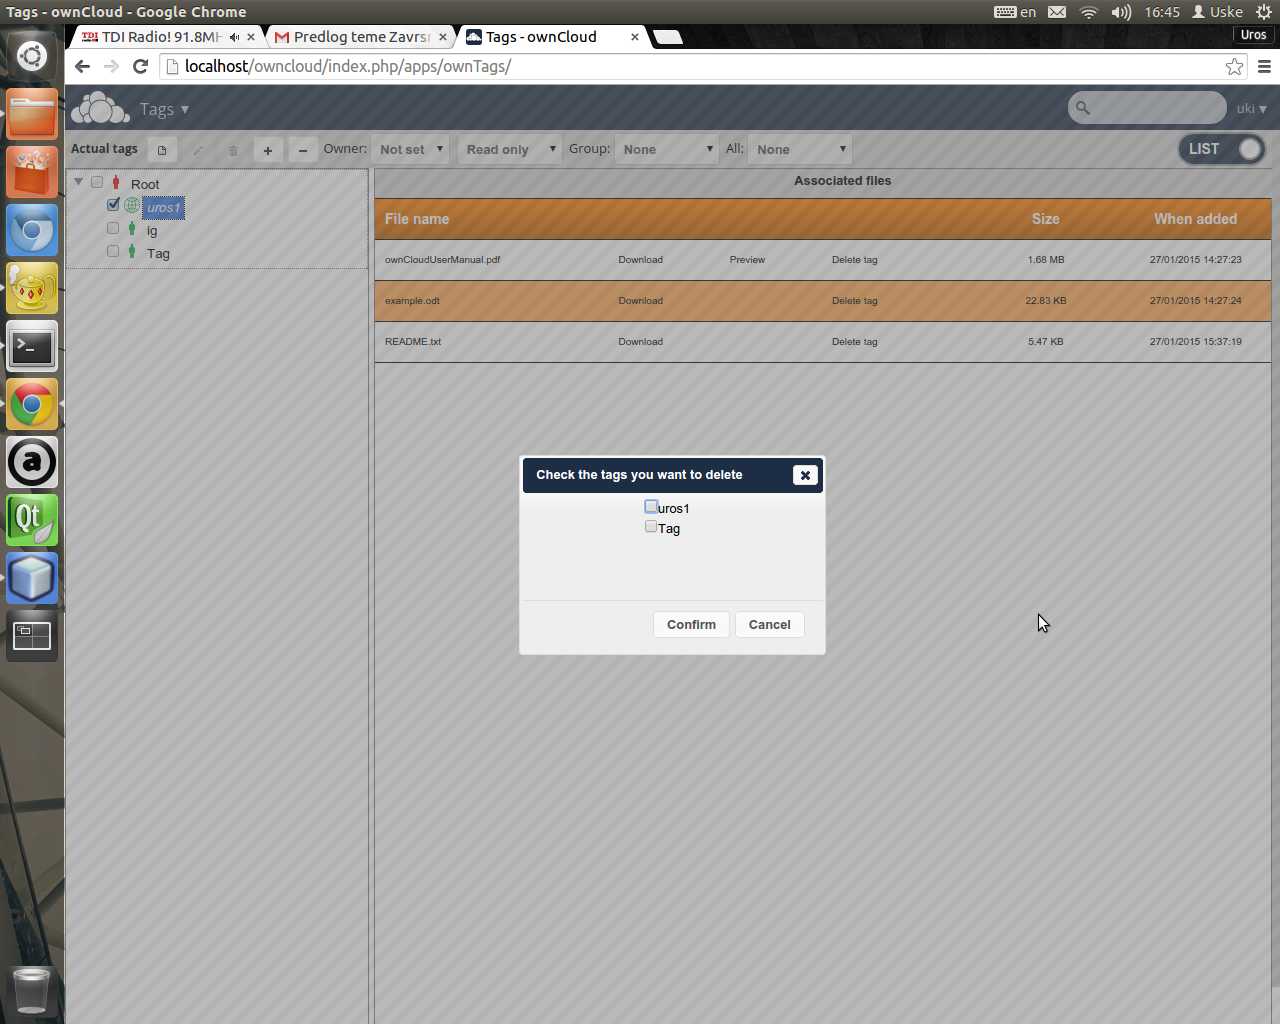 Tags - ownCloud - Google Chrome
en
16:45
Uske
TDI Radio! 91.8MH
Predlog teme Zavrsn
Tags - ownCloud
Uros
localhost/owncloud/index.php/apps/ownTags/
Tags
uki
Actual tags
Owner:
Not set
Read only
Group:
None
All:
None
LIST
Root
uros1
ig
Tag
Associated files
File name
Size
When added
ownCloudUserManual.pdf
Download
Preview
Delete tag
1.68 MB
27/01/2015 14:27:23
example.odt
Download
Delete tag
22.83 KB
27/01/2015 14:27:24
README.txt
Download
Delete tag
5.47 KB
27/01/2015 15:37:19
Check the tags you want to delete
uros1
Tag
Confirm
Cancel